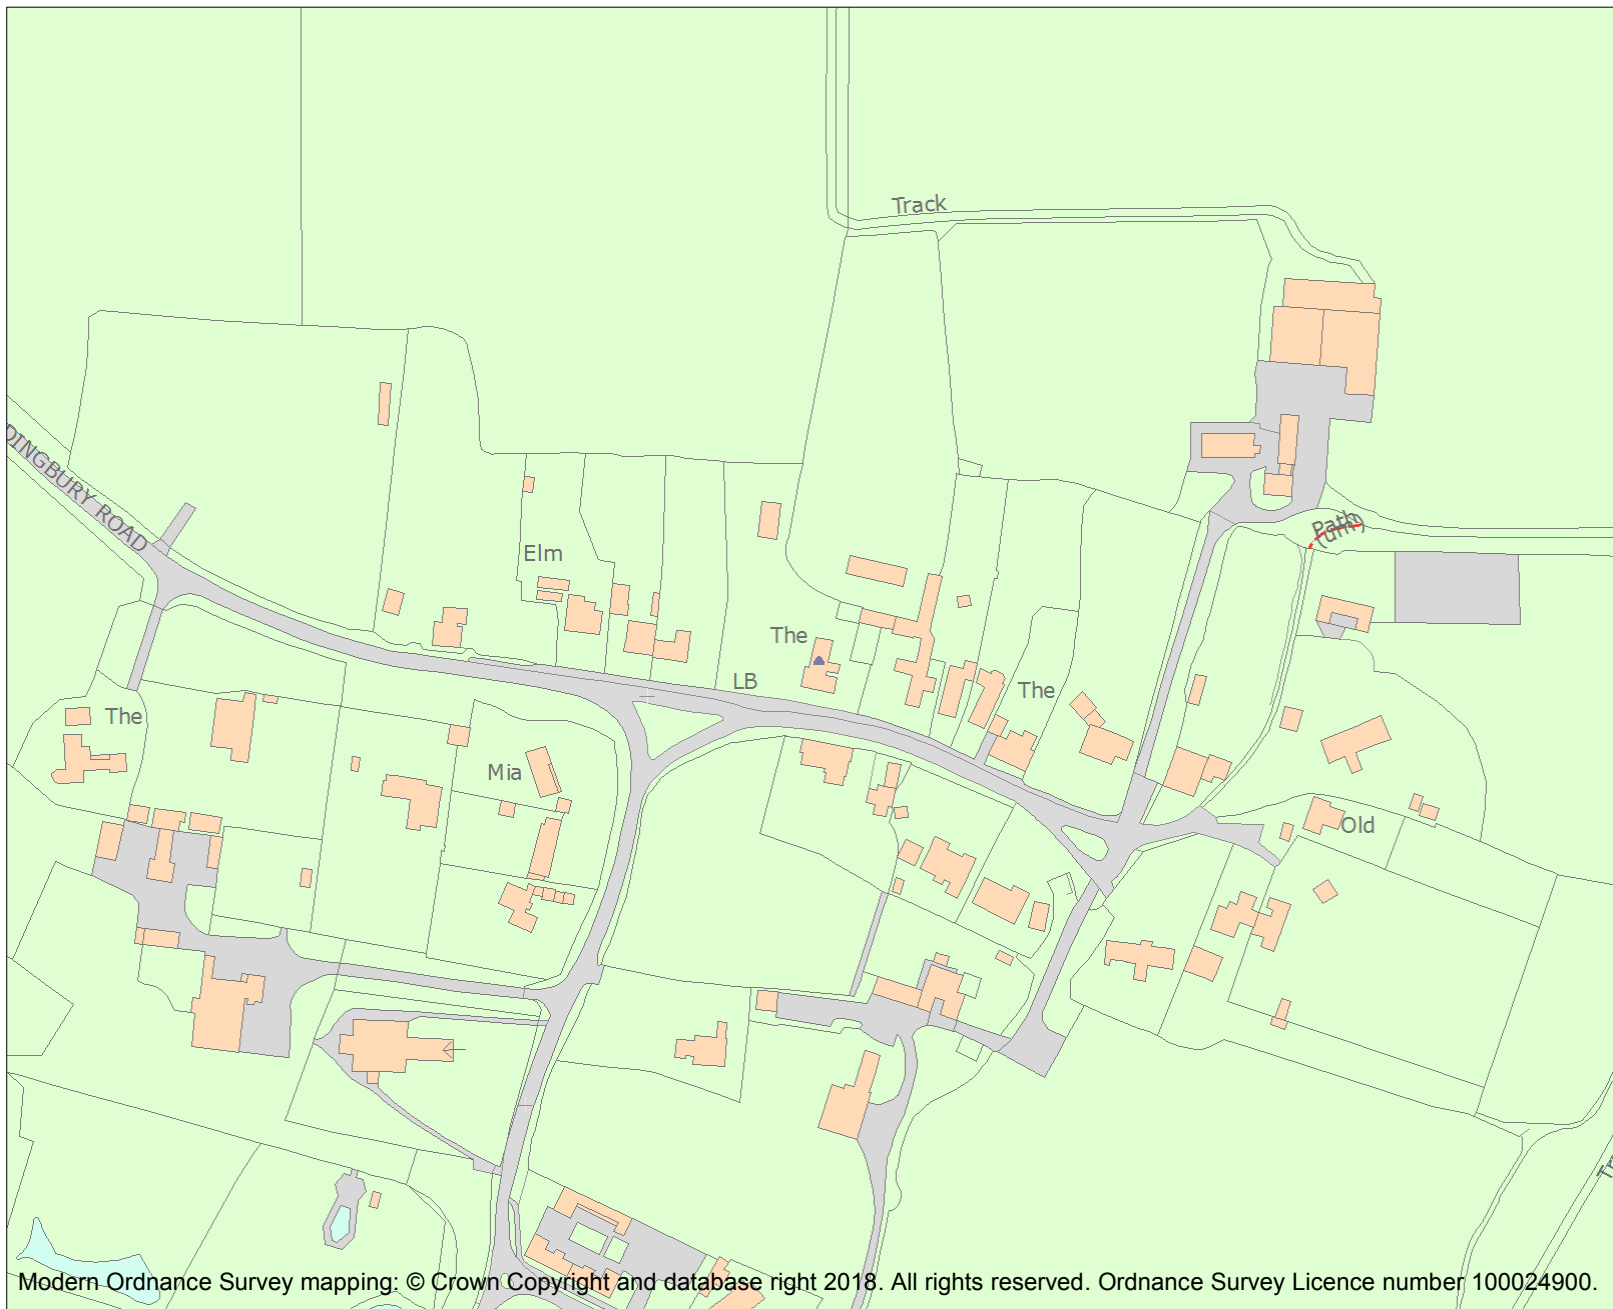 Track
DINGBURY ROAD
Path
(um)
Elm
The
LB
The
The
Mia
Old
Modern Ordnance Survey mapping: © Crown Copyright and database right 2018. All rights reserved. Ordnance Survey Licence number 100024900.